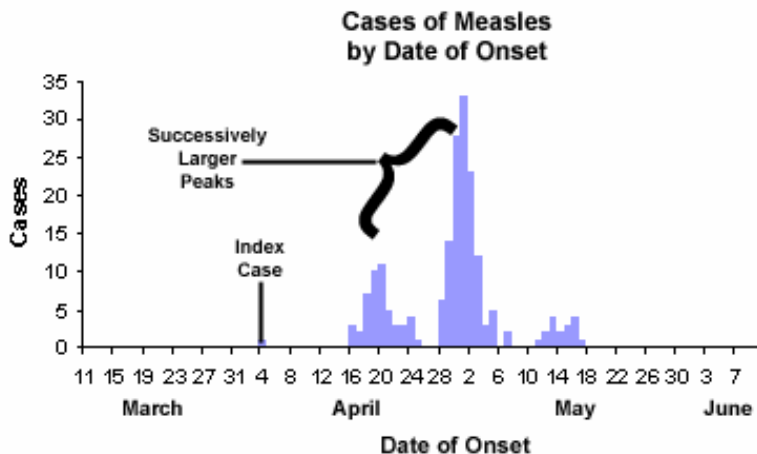 Cases of Measles
by Date of Onset
35
30
25
20
15
10
5
0
Cases
Successively
Larger
Peaks
Index
Case
11 15 19 23 27 31 4 8 12 16 20 24 28 2 6 10 14 18 22 26 30 3 7
March April May June
Date of Onset